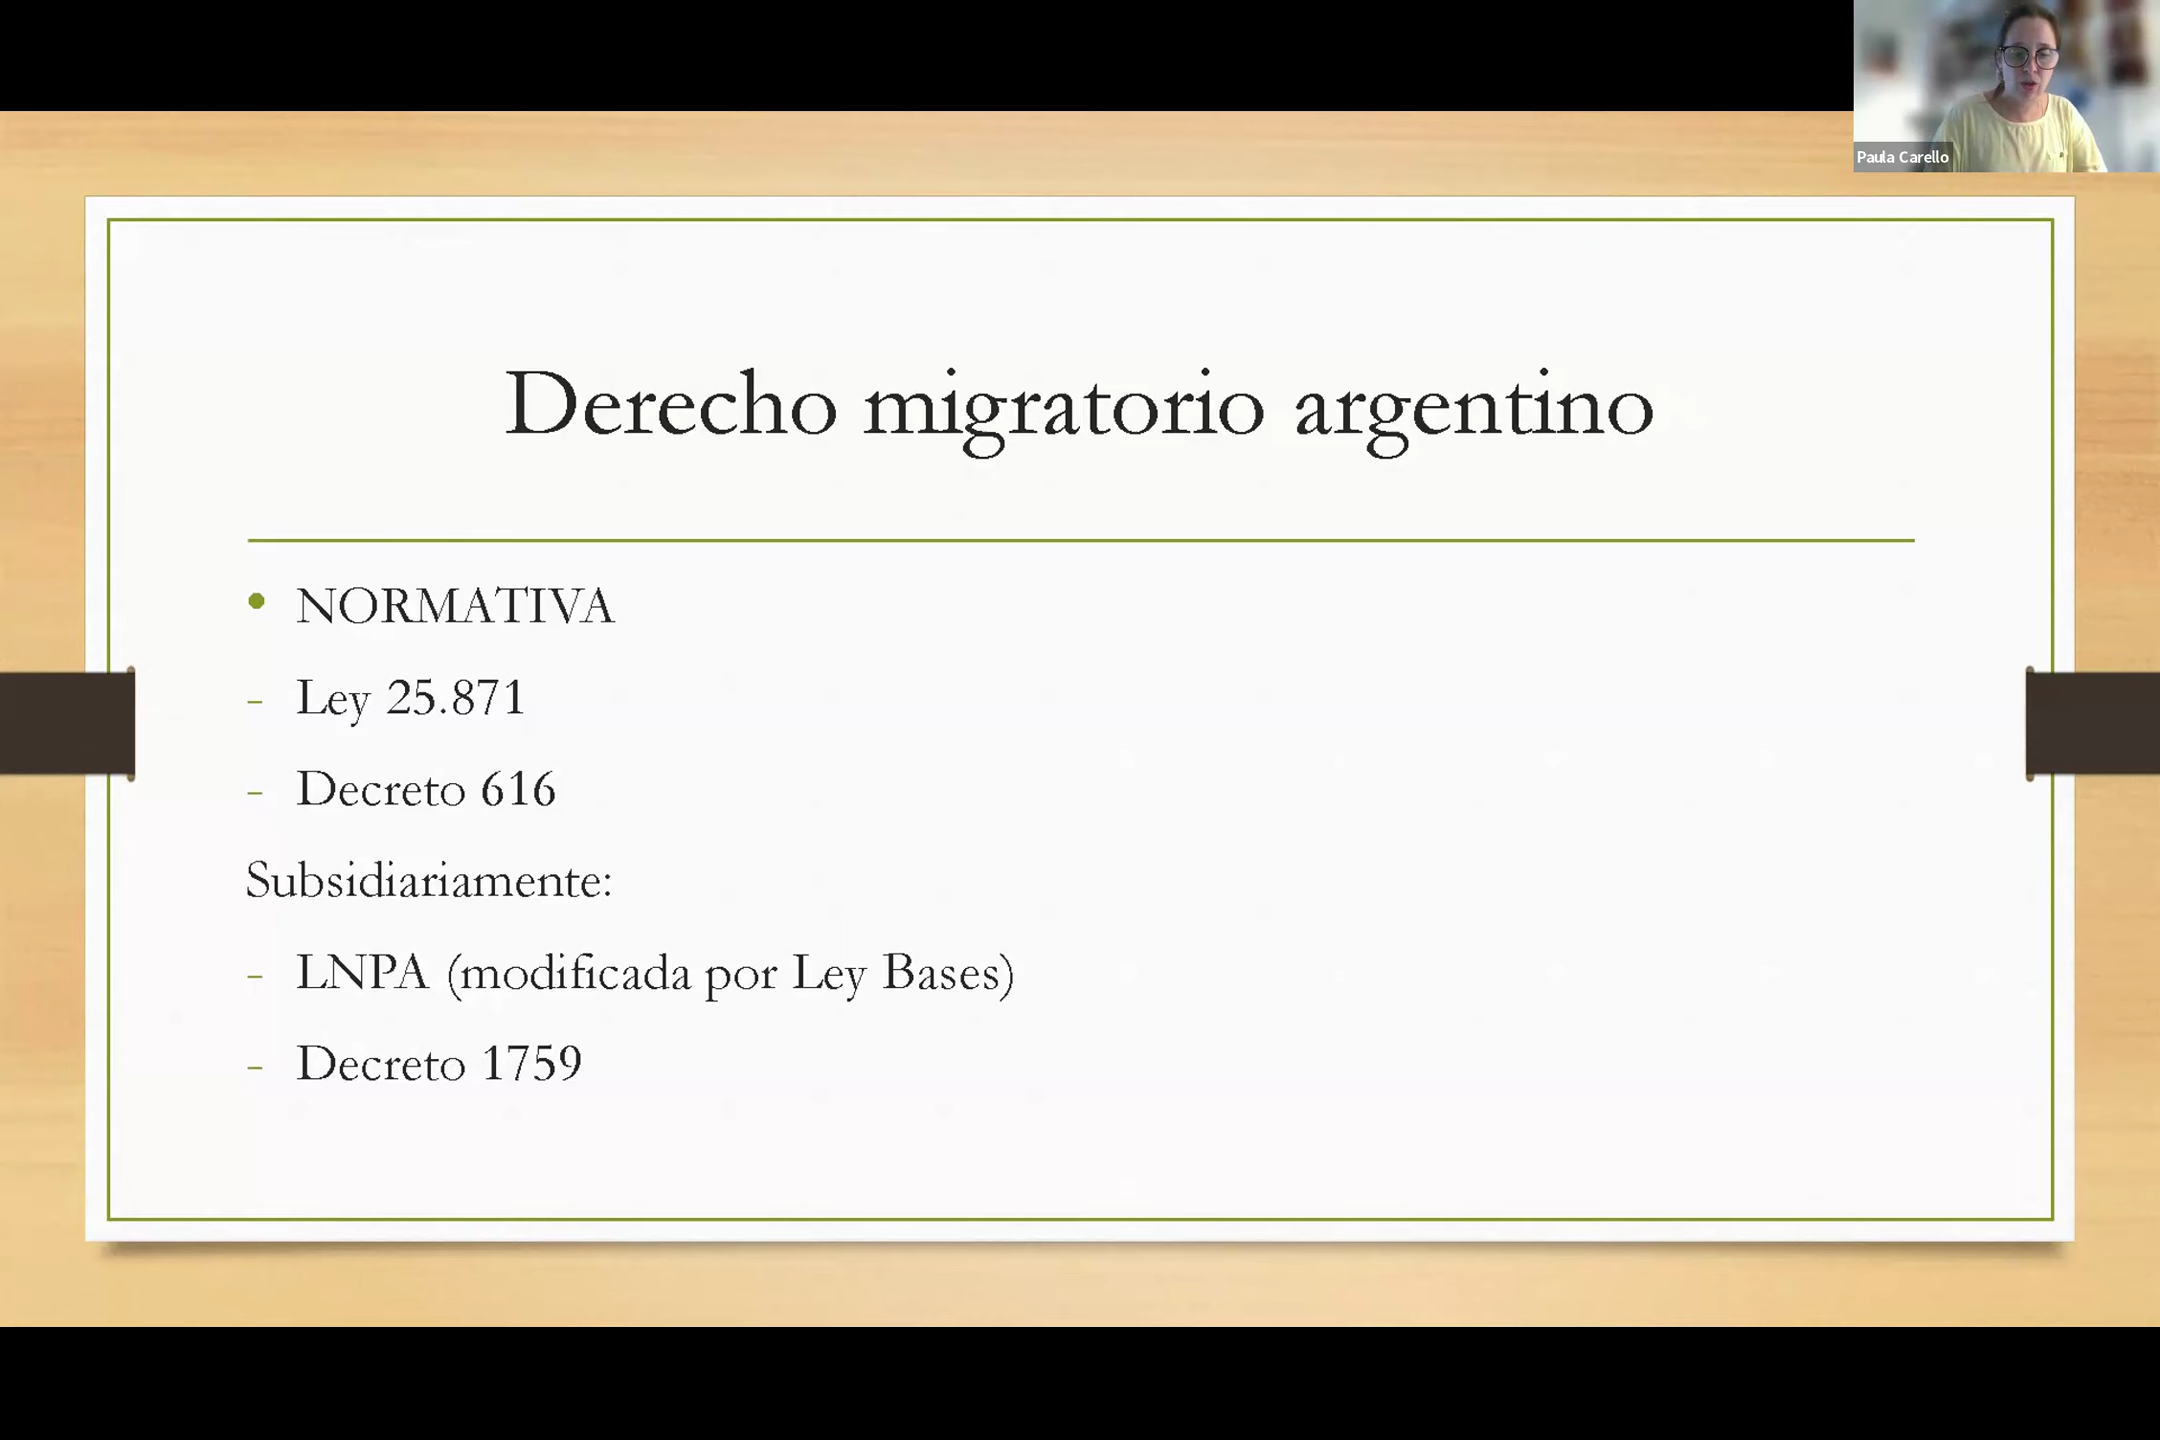 Paula Carello
Derecho migratorio argentino
• NORMATIVA
- Ley 25.871
- Decreto 616
Subsidiariamente:
- LNPA (modificada por Ley Bases)
- Decreto 1759